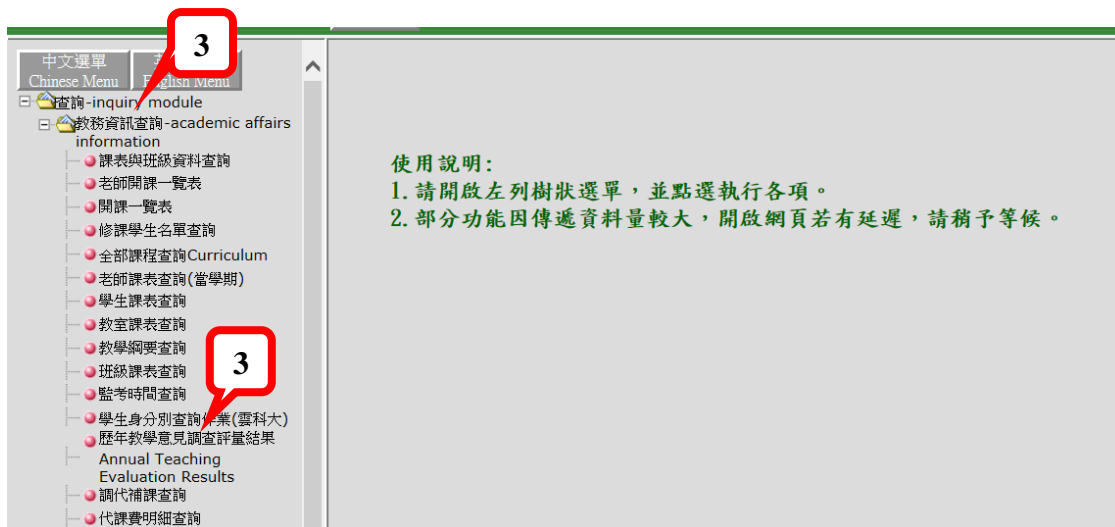 3
中文選單
Chinese Menu
English Menu
查詢-inquiry module
教務資訊查詢-academic affairs
information
課表與班級資料查詢
老師開課一覽表
開課一覽表
修課學生名單查詢
全部課程查詢Curriculum
老師課表查詢(當學期)
學生課表查詢
教室課表查詢
教學綱要查詢
班級課表查詢
3
監考時間查詢
學生身分別查詢作業(雲科大)
歷年教學意見調查評量結果
Annual Teaching
Evaluation Results
調代補課查詢
代課費明細查詢
使用說明:
1.請開啟左列樹狀選單，並點選執行各項。
2.部分功能因傳遞資料量較大，開啟網頁若有延遲，請稍予等候。